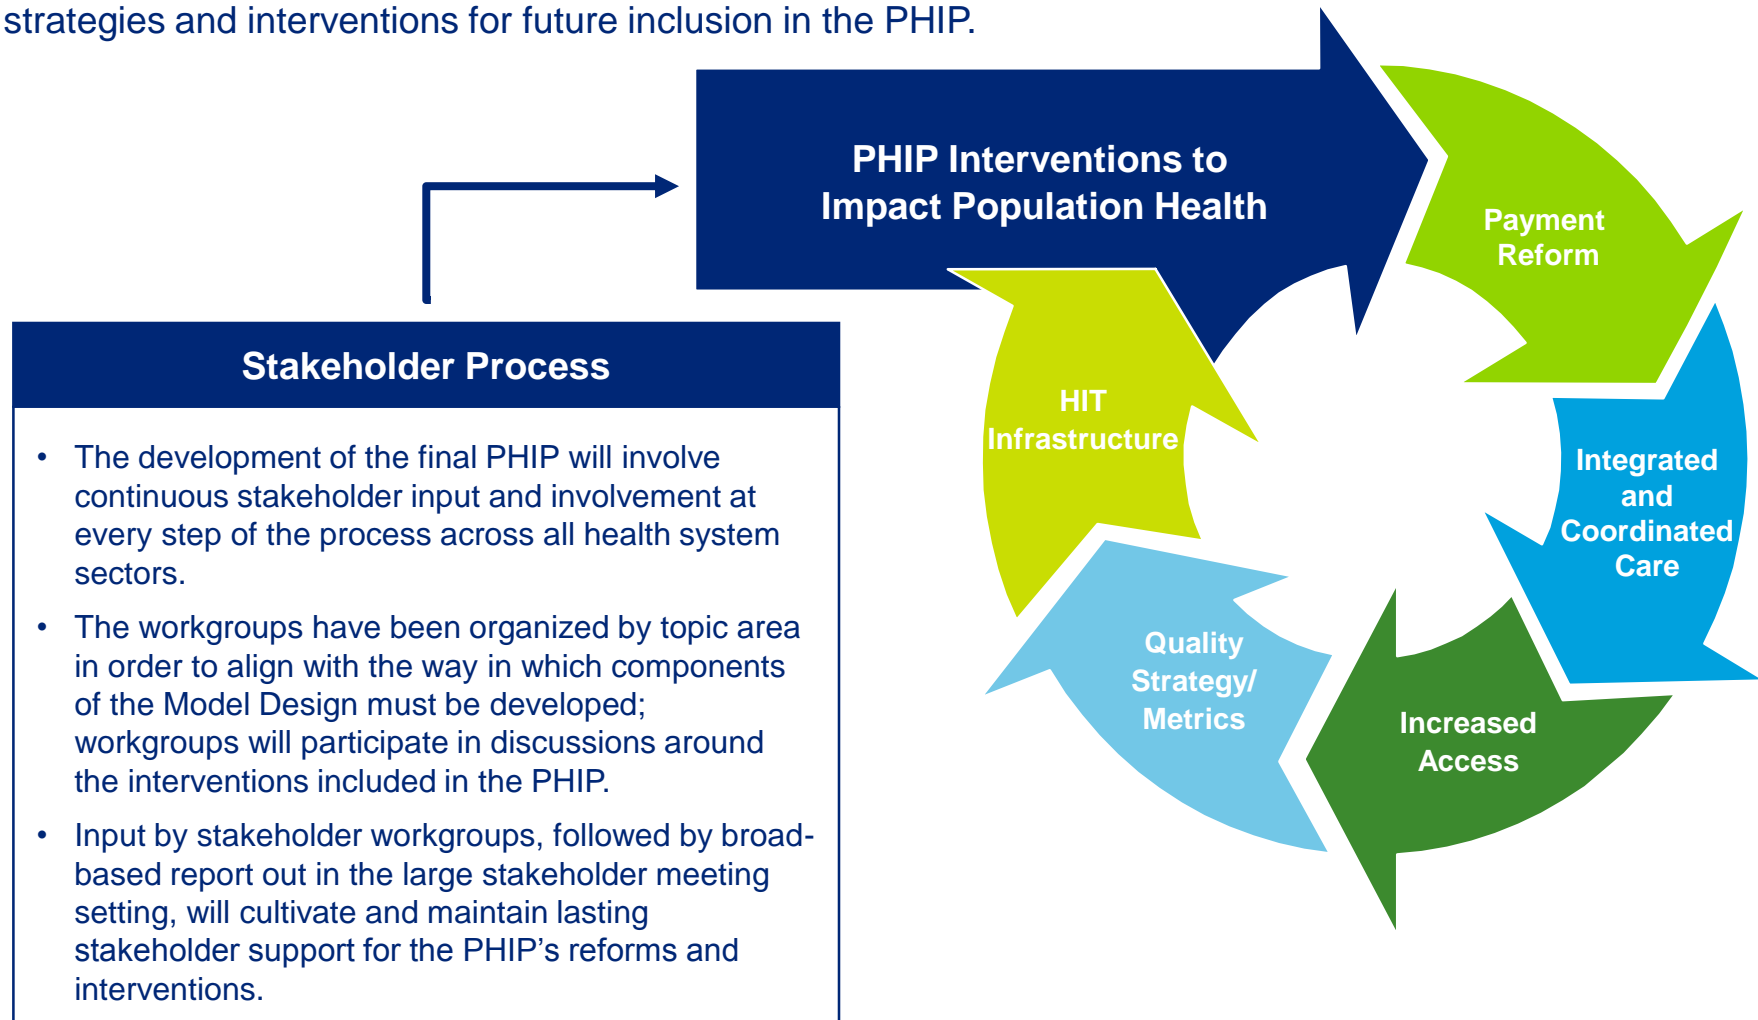 strategies and interventions for future inclusion in the PHIP.
PHIP Interventions to
Impact Population Health
Payment
Reform
Integrated
and
Coordinated
Care
Increased
Access
Quality
Strategy/
Metrics
HIT
Infrastructure
Stakeholder Process
• The development of the final PHIP will involve
continuous stakeholder input and involvement at
every step of the process across all health system
sectors.
• The workgroups have been organized by topic area
in order to align with the way in which components
of the Model Design must be developed;
workgroups will participate in discussions around
the interventions included in the PHIP.
• Input by stakeholder workgroups, followed by broad-
based report out in the large stakeholder meeting
setting, will cultivate and maintain lasting
stakeholder support for the PHIP’s reforms and
interventions.